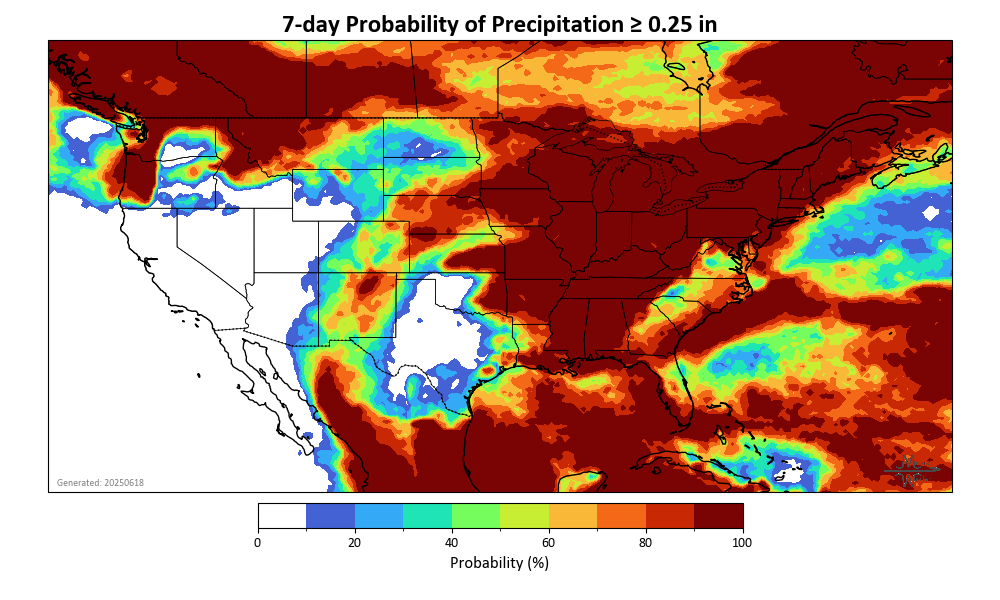 7-day Probability of Precipitation ≥ 0.25 in
Generated: 20250618
0 20 40 60 80 100
Probability (%)